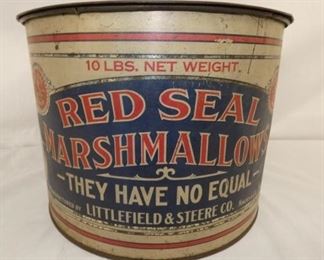 10 LBS. NET WEIGHT.
RED SEAL
MARSHMALLOWS
THEY HAVE NO EQUAL
LITTLEFIELD & STEERE CO.